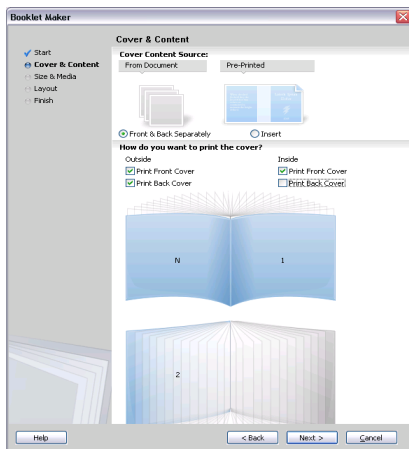 Booklet Maker
Start
Cover & Content
Size & Media
Layout
Finish
Cover & Content
Cover Content Source:
From Document
Pre-Printed
Front & Back Separately
Insert
How do you want to print the cover?
Outside
Inside
Print Front Cover
Print Front Cover
Print Back Cover
Print Back Cover
N
1
2
Help
< Back
Next >
Cancel